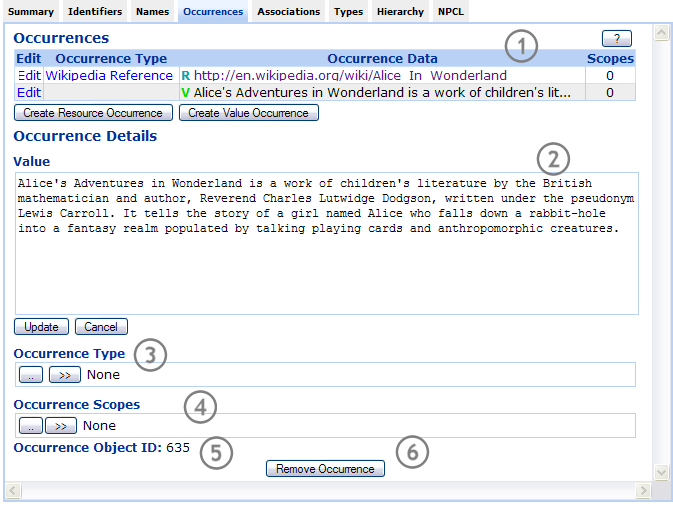 Summary Identifiers Names Occurrences Associations Types Hierarchy NPCL
Occurrences 1 ?
Edit Occurrence Type Occurrence Data Scopes
Edit Wikipedia Reference R http://en.wikipedia.org/wiki/Alice_In_Wonderland 0
Edit V Alice's Adventures in Wonderland is a work of children's lit... 0
Create Resource Occurrence Create Value Occurrence
Occurrence Details
Value 2
Alice's Adventures in Wonderland is a work of children's literature by the British
mathematician and author, Reverend Charles Lutwidge Dodgson, written under the pseudonym
Lewis Carroll. It tells the story of a girl named Alice who falls down a rabbit-hole
into a fantasy realm populated by talking playing cards and anthropomorphic creatures.
Update Cancel
Occurrence Type 3
.. >> None
Occurrence Scopes 4
.. >> None
Occurrence Object ID: 635 5 6
Remove Occurrence